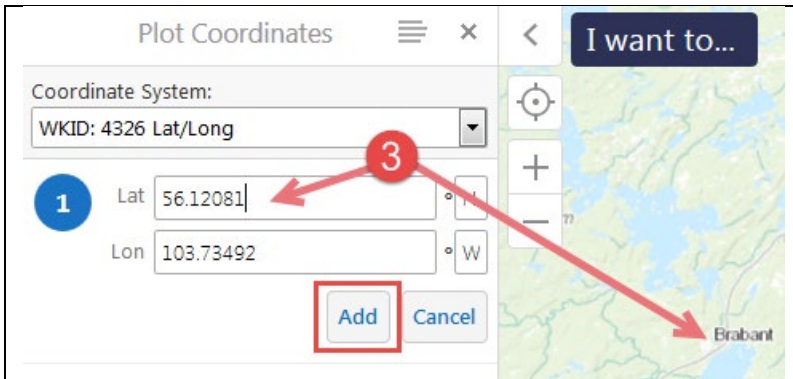 Plot Coordinates
I want to...
Coordinate System:
WKID: 4326 Lat/Long
3
1
Lat 56.12081 °
Lon 103.73492 ° W
Add Cancel
Brabant